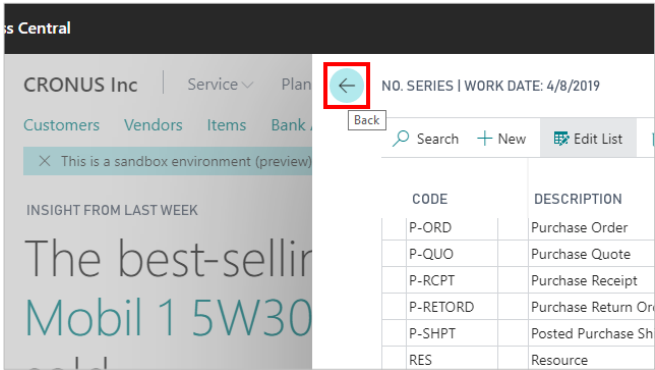 ss Central
CRONUS Inc Service Plan
Customers Vendors Items Bank
This is a sandbox environment (preview)
INSIGHT FROM LAST WEEK
The best-sellin
Mobil 1 5W30
Back
NO. SERIES | WORK DATE: 4/8/2019
Search New Edit List
CODE DESCRIPTION
P-ORD Purchase Order
P-QUO Purchase Quote
P-RCPT Purchase Receipt
P-RETORD Purchase Return Or
P-SHPT Posted Purchase Sh
RES Resource